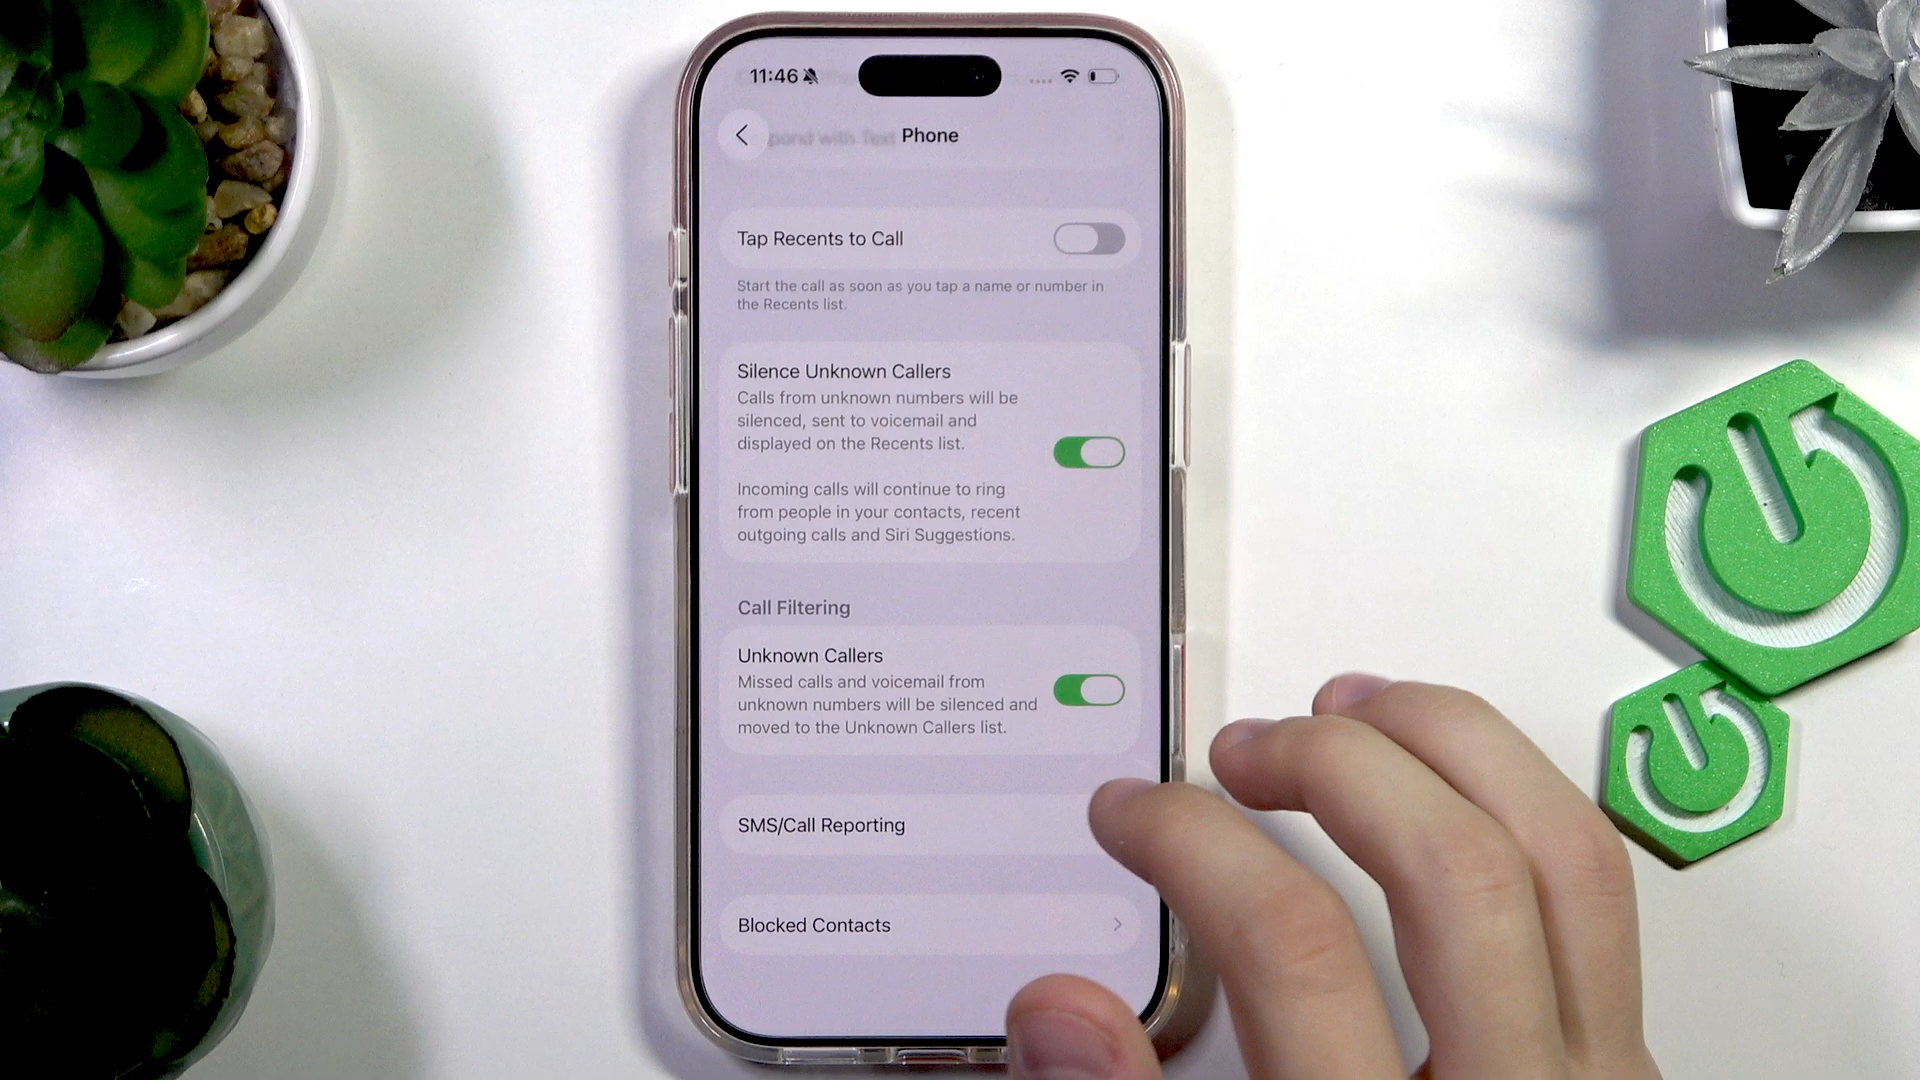 11:46
pond with Text
Phone
Tap Recents to Call
Start the call as soon as you tap a name or number in
the Recents list.
Silence Unknown Callers
Calls from unknown numbers will be
silenced, sent to voicemail and
displayed on the Recents list.
Incoming calls will continue to ring
from people in your contacts, recent
outgoing calls and Siri Suggestions.
Call Filtering
Unknown Callers
Missed calls and voicemail from
unknown numbers will be silenced and
moved to the Unknown Callers list.
SMS/Call Reporting
Blocked Contacts